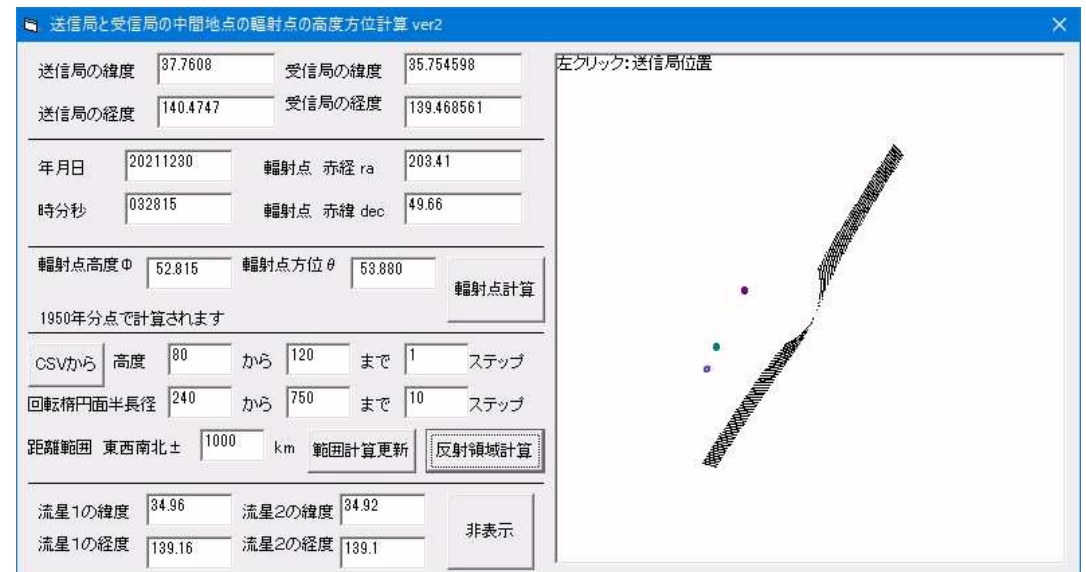 送信局と受信局の中間地点の輻射点の高度方位計算 ver2
送信局の緯度 37.7608 受信局の緯度 35.754598
送信局の経度 140.4747 受信局の経度 139.468561
年月日 20211230 輻射点 赤経 ra 203.41
時分秒 032815 輻射点 赤緯 dec 49.66
輻射点高度Φ 52.815 輻射点方位θ 53.880 輻射点計算
1950年分点で計算されます
CSVから 高度 80 から 120 まで 1 ステップ
回転楕円面半長径 240 から 750 まで 10 ステップ
距離範囲 東西南北± 1000 km 範囲計算更新 反射領域計算
流星1の緯度 34.96 流星2の緯度 34.92 非表示
流星1の経度 139.16 流星2の経度 139.1
左クリック:送信局位置